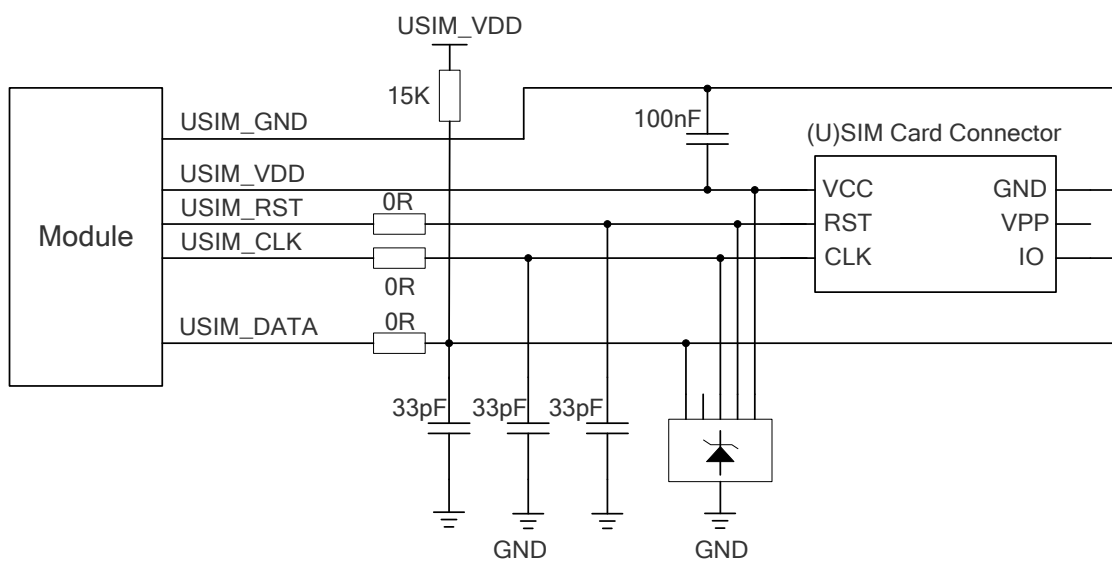 USIM_VDD
15K
USIM_GND
100nF
(U)SIM Card Connector
USIM_VDD
VCC
GND
USIM_RST
0R
RST
VPP
Module
USIM_CLK
CLK
IO
0R
USIM_DATA
0R
33pF
33pF
33pF
GND
GND